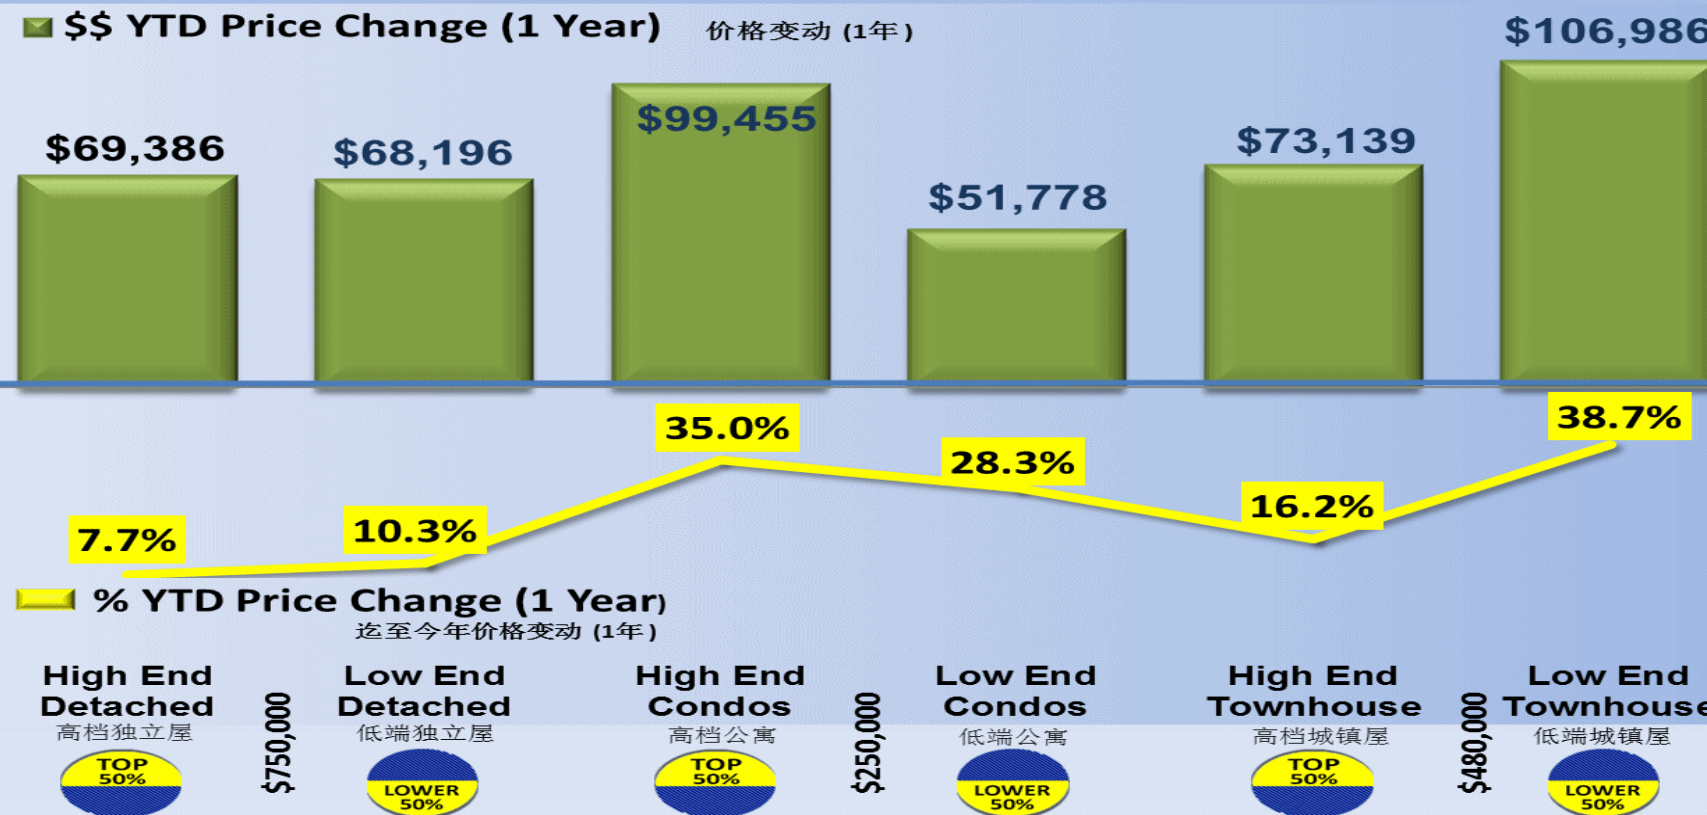 $$ YTD Price Change (1 Year) 价格变动 (1年)
$106,986
$99,455
$69,386
$68,196
$73,139
$51,778
38.7%
35.0%
28.3%
16.2%
10.3%
7.7%
% YTD Price Change (1 Year)
迄至今年价格变动 (1年)
High End
Detached
高档独立屋
TOP
50%
$750,000
Low End
Detached
低端独立屋
LOWER
50%
High End
Condos
高档公寓
TOP
50%
$250,000
Low End
Condos
低端公寓
LOWER
50%
High End
Townhouse
高档城镇屋
TOP
50%
$480,000
Low End
Townhouse
低端城镇屋
LOWER
50%